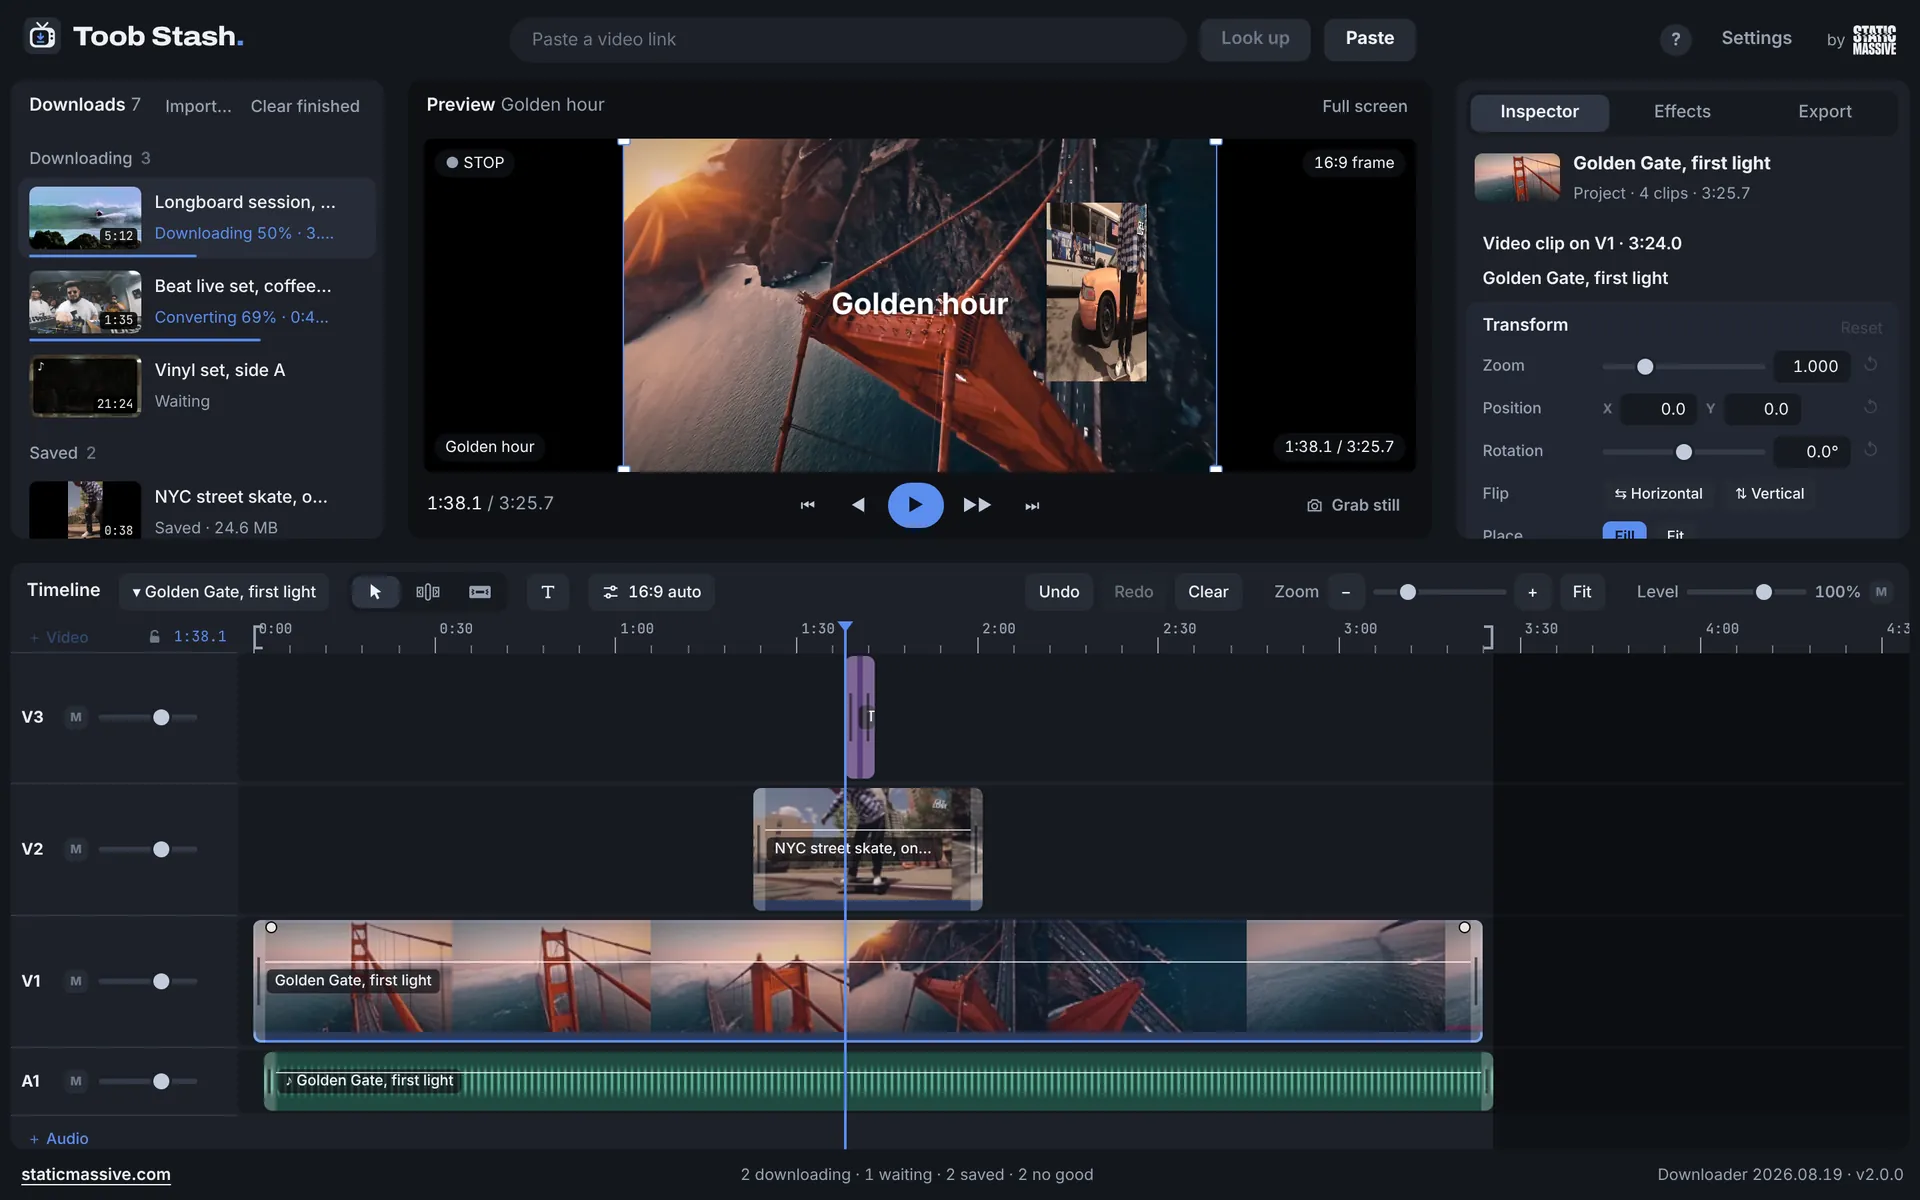 Toob Stash.
Paste a video link
Look up
Paste
?
Settings
by STATIC MASSIVE
Downloads 7
Import...
Clear finished
Downloading 3
5:12
Longboard session, ...
Downloading 50% · 3....
1:35
Beat live set, coffee...
Converting 69% · 0:4...
♪
21:24
Vinyl set, side A
Waiting
Saved 2
0:38
NYC street skate, o...
Saved · 24.6 MB
Preview Golden hour
Full screen
STOP
16:9 frame
Golden hour
Golden hour
1:38.1 / 3:25.7
1:38.1 / 3:25.7
Grab still
Inspector
Effects
Export
Golden Gate, first light
Project · 4 clips · 3:25.7
Video clip on V1 · 3:24.0
Golden Gate, first light
Transform
Reset
Zoom
1.000
Position
X
0.0
Y
0.0
Rotation
0.0°
Flip
⇆ Horizontal
⇅ Vertical
Place
Fill
Fit
Timeline
▾ Golden Gate, first light
T
16:9 auto
Undo
Redo
Clear
Zoom
−
+
Fit
Level
100%
M
+ Video
1:38.1
0:00
0:30
1:00
1:30
2:00
2:30
3:00
3:30
4:00
4:3
V3
M
T
V2
M
NYC street skate, on...
V1
M
Golden Gate, first light
A1
M
♪ Golden Gate, first light
+ Audio
staticmassive.com
2 downloading · 1 waiting · 2 saved · 2 no good
Downloader 2026.08.19 · v2.0.0